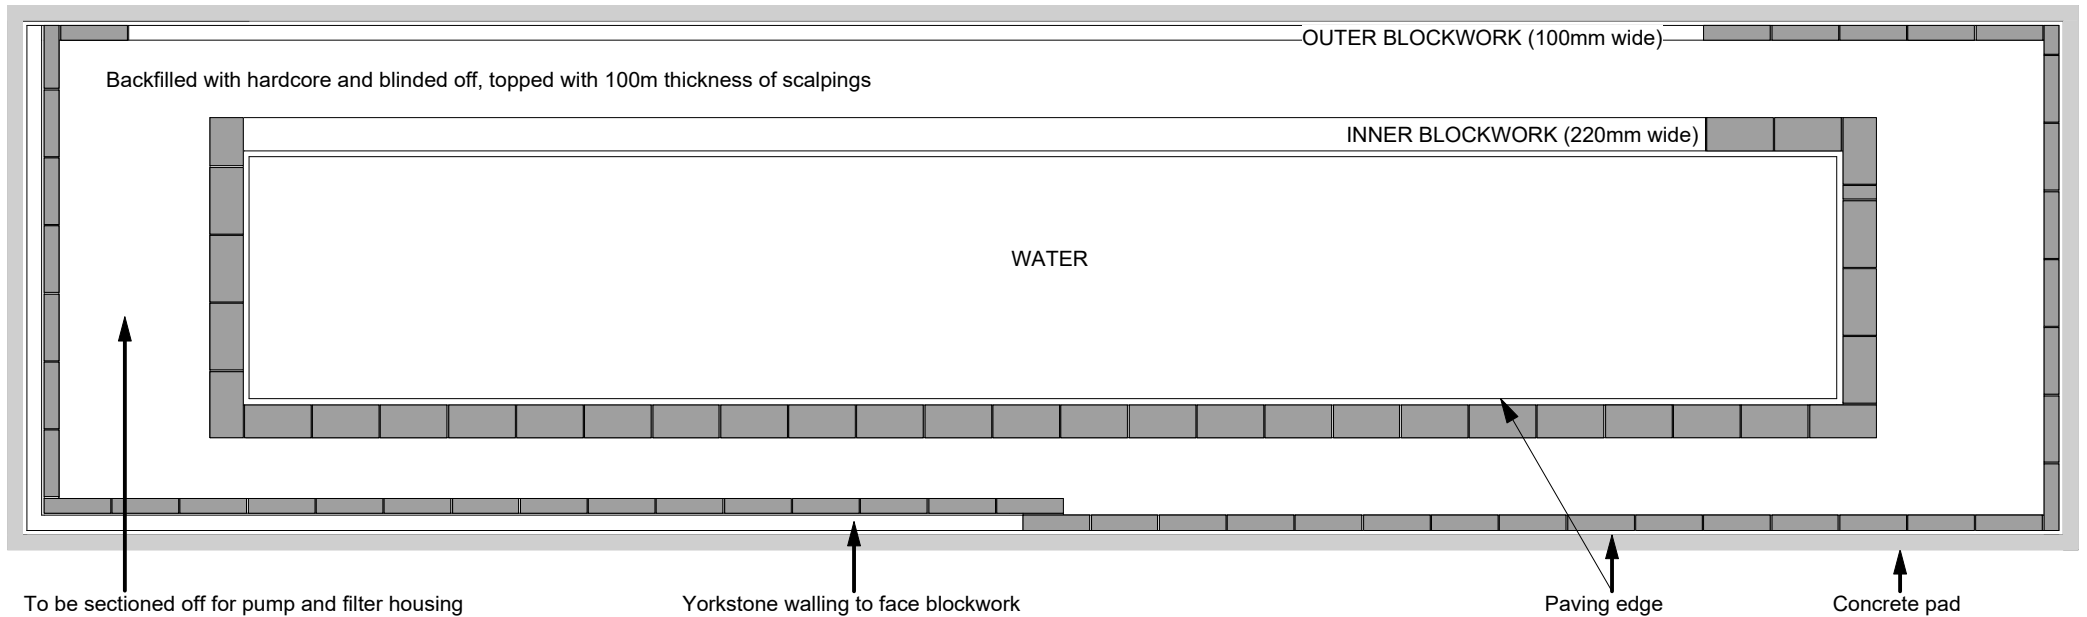 OUTER BLOCKWORK (100mm wide)
Backfilled with hardcore and blinded off, topped with 100m thickness of scalpings
INNER BLOCKWORK (220mm wide)
WATER
To be sectioned off for pump and filter housing
Yorkstone walling to face blockwork
Paving edge
Concrete pad